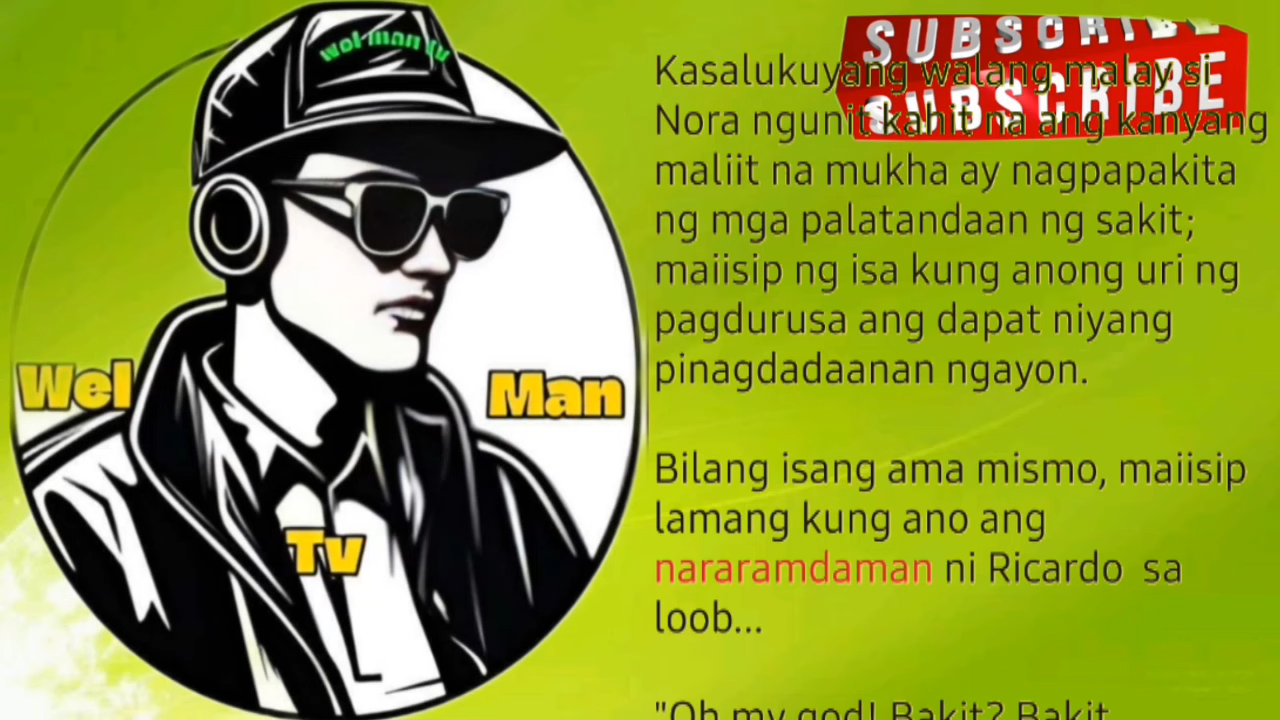 wel man tv
SUBSCRIBE
SUBSCRIBE
Wel
Man
Tv
Kasalukuyang walang malay si
Nora ngunit kahit na ang kanyang
maliit na mukha ay nagpapakita
ng mga palatandaan ng sakit;
maiisip ng isa kung anong uri ng
pagdurusa ang dapat niyang
pinagdadaanan ngayon.
Bilang isang ama mismo, maiisip
lamang kung ano ang
nararamdaman ni Ricardo sa
loob...
"Oh my god! Bakit? Bakit